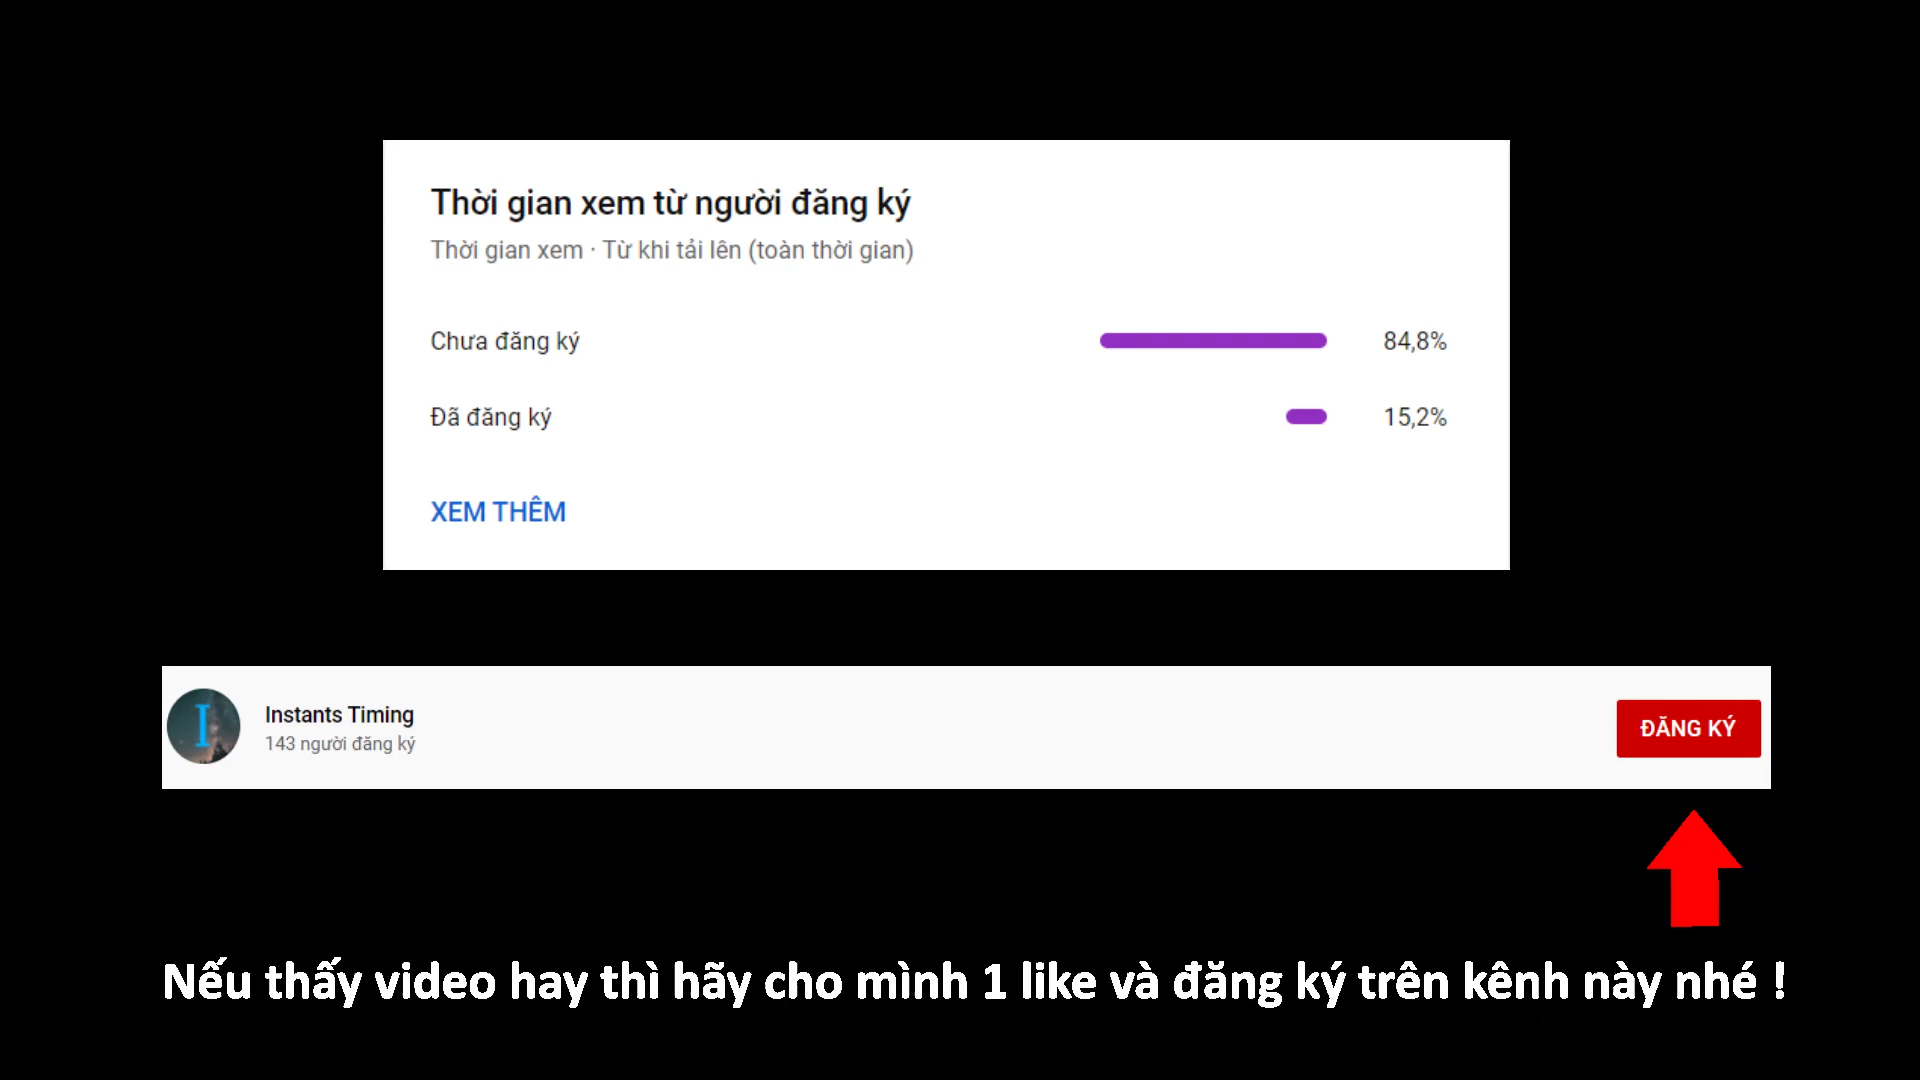 Thời gian xem từ người đăng ký
Thời gian xem · Từ khi tải lên (toàn thời gian)
Chưa đăng ký 84,8%
Đã đăng ký 15,2%
XEM THÊM
I
Instants Timing
143 người đăng ký
ĐĂNG KÝ
Nếu thấy video hay thì hãy cho mình 1 like và đăng ký trên kênh này nhé !